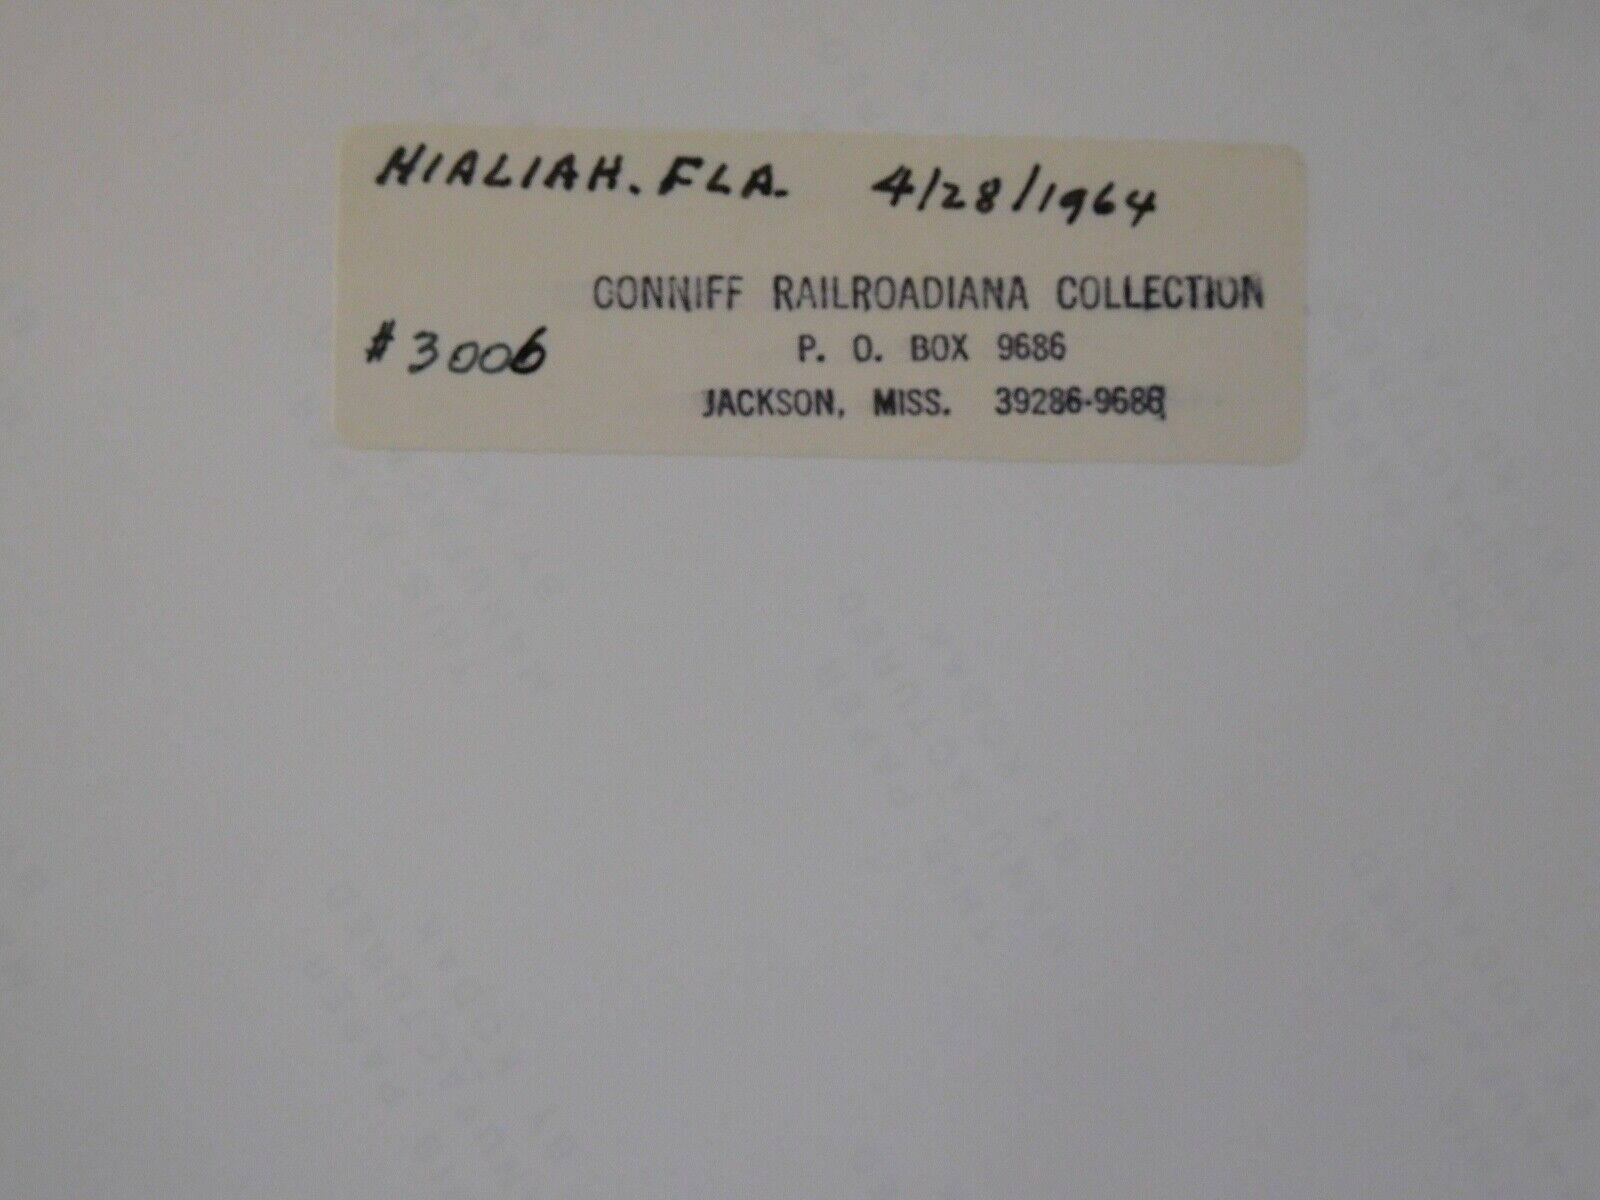 HIALIAH. FLA. 4/28/1964
CONNIFF RAILROADIANA COLLECTION
#3006
P. O. BOX 9686
JACKSON, MISS. 39286-9686